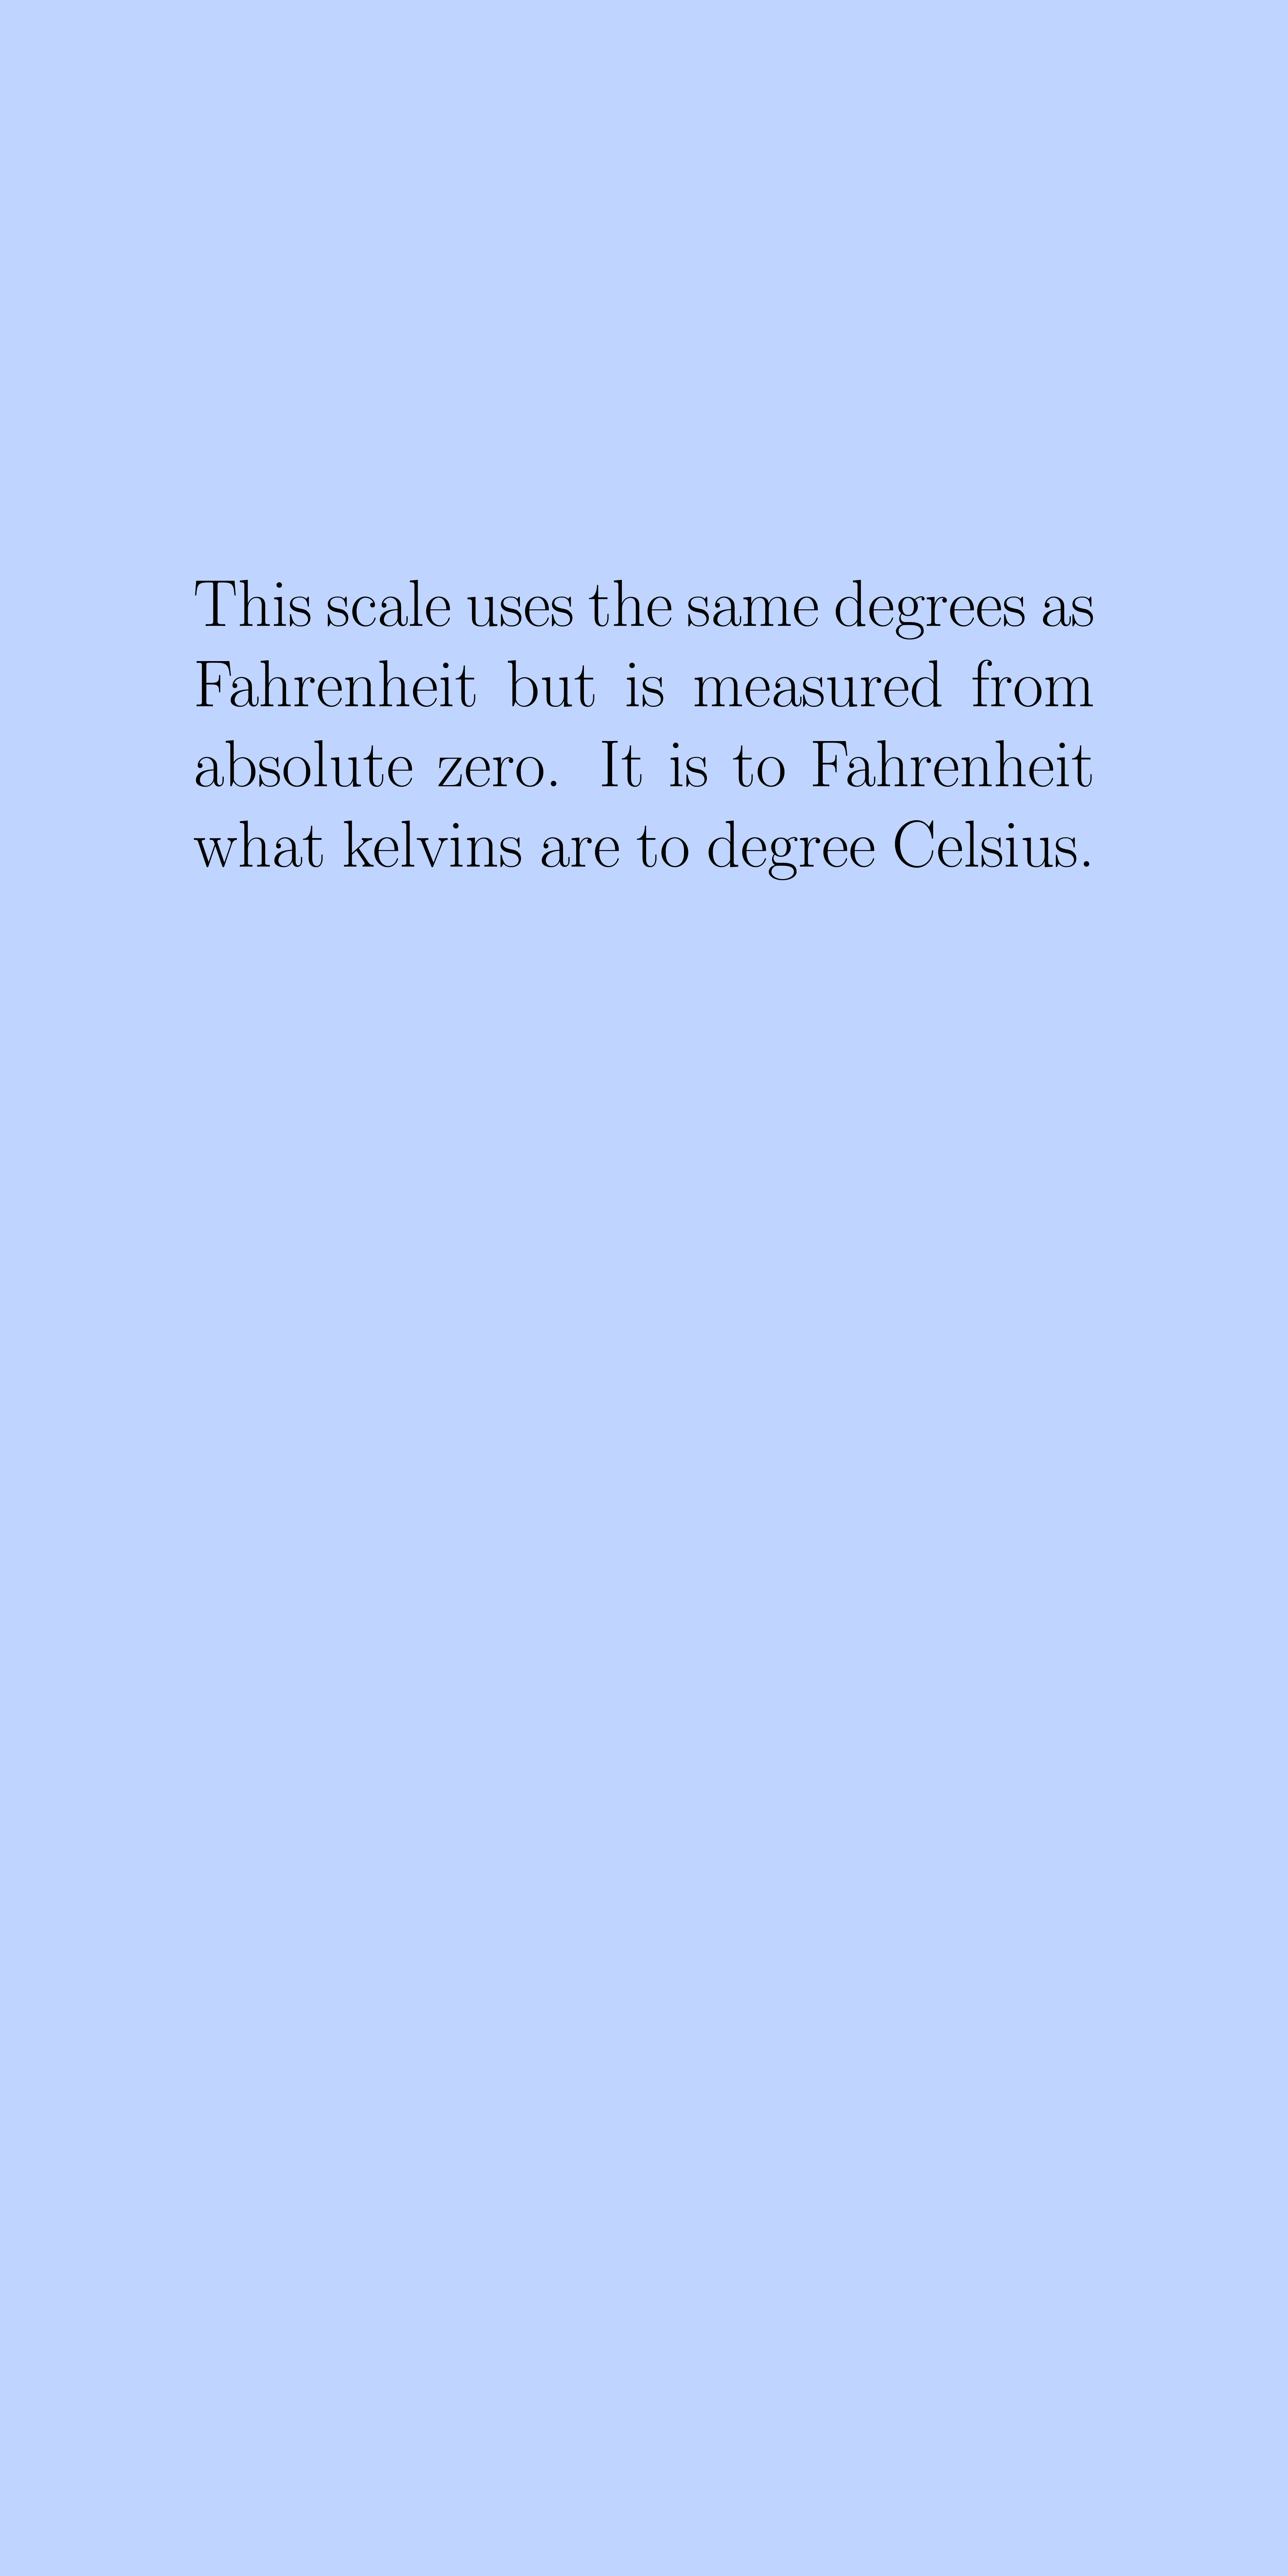 This scale uses the same degrees as
Fahrenheit but is measured from
absolute zero. It is to Fahrenheit
what kelvins are to degree Celsius.